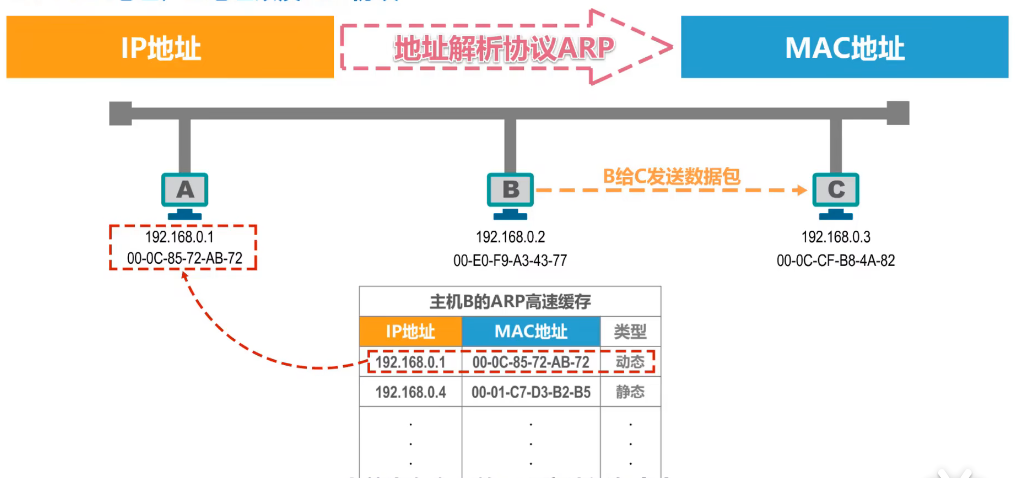 IP地址
地址解析协议ARP
MAC地址
A
B
B给C发送数据包
C
192.168.0.1
00-0C-85-72-AB-72
192.168.0.2
00-E0-F9-A3-43-77
192.168.0.3
00-0C-CF-B8-4A-82
主机B的ARP高速缓存
IP地址 MAC地址 类型
192.168.0.1 00-0C-85-72-AB-72 动态
192.168.0.4 00-01-C7-D3-B2-B5 静态